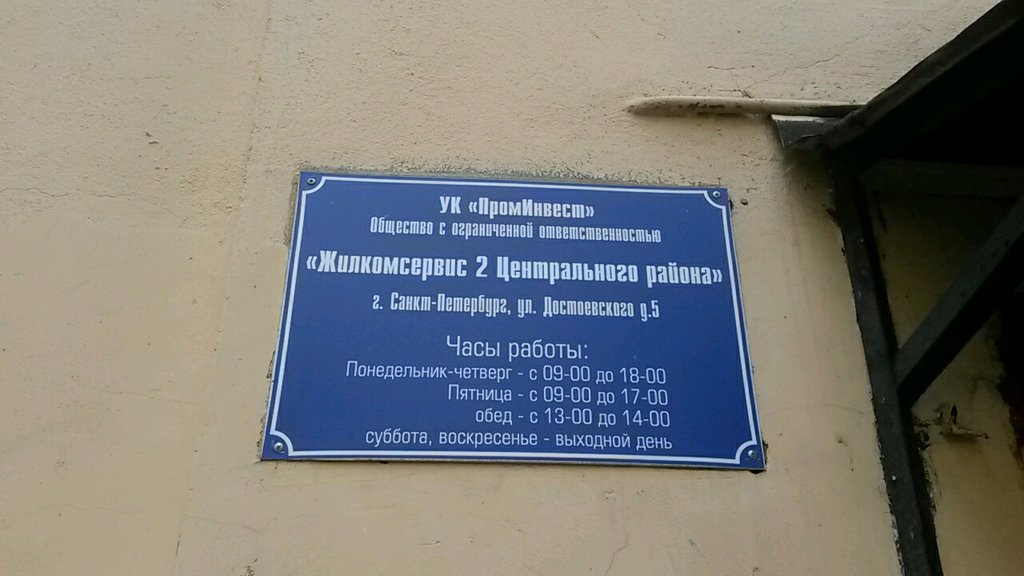 УК «ПромИнвест»
Общество с ограниченной ответственностью
«Жилкомсервис 2 Центрального района»
г. Санкт-Петербург, ул. Достоевского д.5
Часы работы:
Понедельник-четверг - с 09-00 до 18-00
Пятница - с 09-00 до 17-00
обед - с 13-00 до 14-00
суббота, воскресенье - выходной день